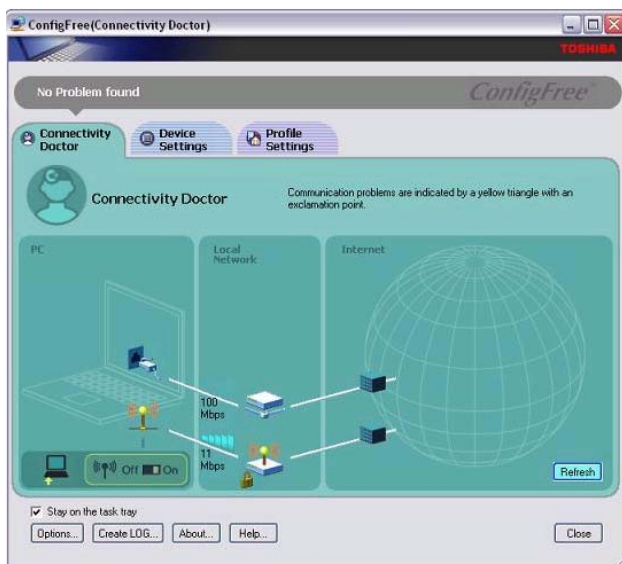 ConfigFree(Connectivity Doctor)
TOSHIBA
No Problem found
ConfigFree™
Connectivity
Doctor
Device
Settings
Profile
Settings
Connectivity Doctor
Communication problems are indicated by a yellow triangle with an
exclamation point.
PC
Local
Network
Internet
100
Mbps
11
Mbps
Off On
Refresh
Stay on the task tray
Options...
Create LOG...
About...
Help...
Close